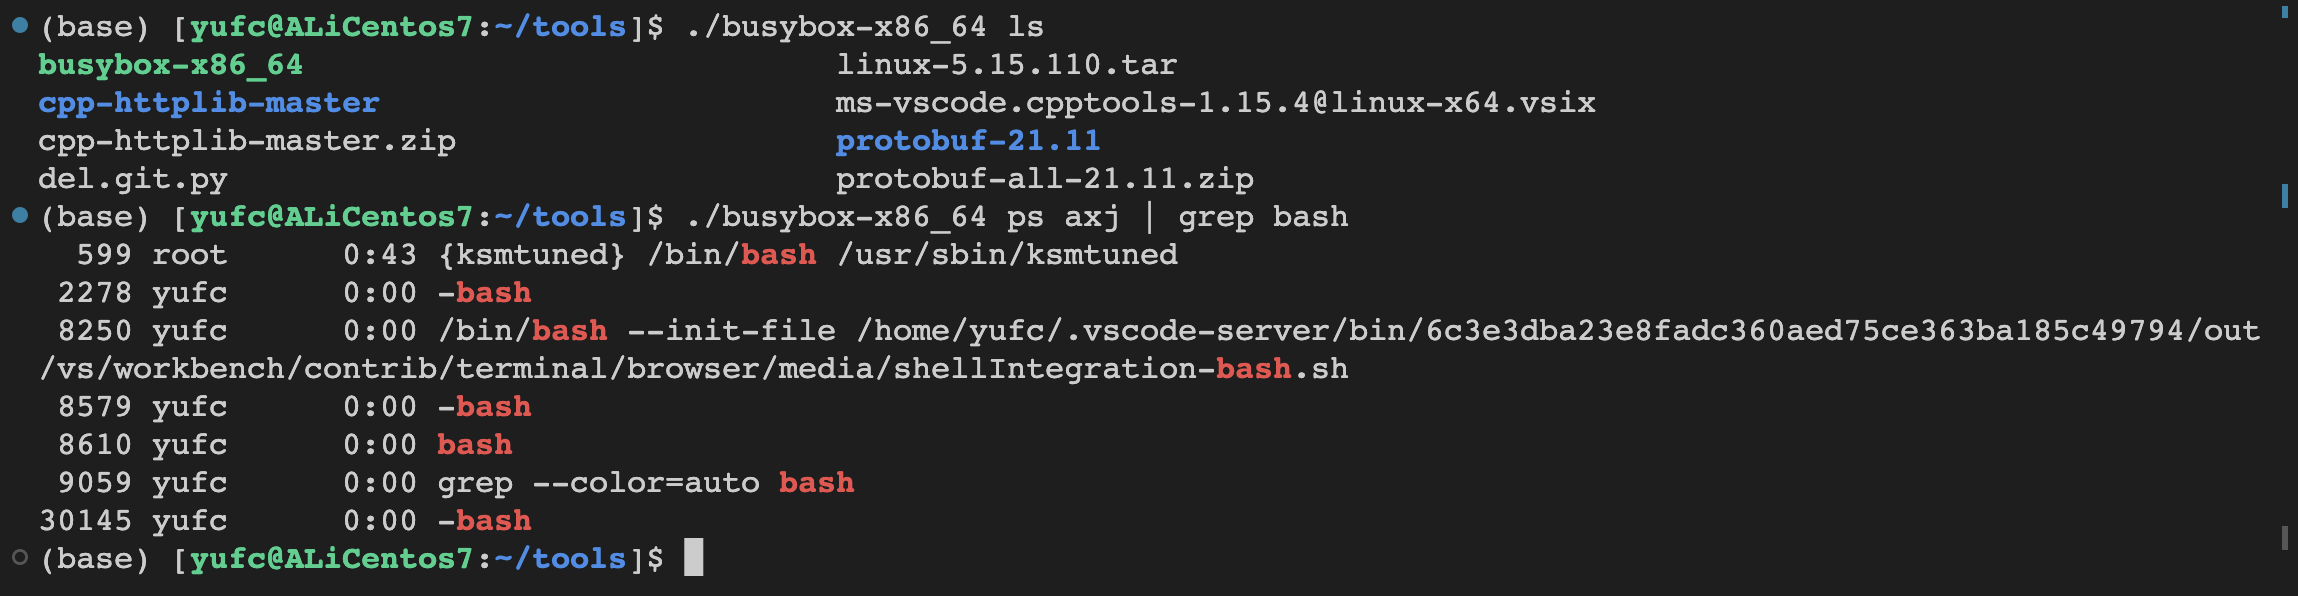 (base) [yufc@ALiCentos7:~/tools]$ ./busybox-x86_64 ls
busybox-x86_64                            linux-5.15.110.tar
cpp-httplib-master                        ms-vscode.cpptools-1.15.4@linux-x64.vsix
cpp-httplib-master.zip                    protobuf-21.11
del.git.py                                protobuf-all-21.11.zip
(base) [yufc@ALiCentos7:~/tools]$ ./busybox-x86_64 ps axj | grep bash
  599 root      0:43 {ksmtuned} /bin/bash /usr/sbin/ksmtuned
 2278 yufc      0:00 -bash
 8250 yufc      0:00 /bin/bash --init-file /home/yufc/.vscode-server/bin/6c3e3dba23e8fadc360aed75ce363ba185c49794/out
/vs/workbench/contrib/terminal/browser/media/shellIntegration-bash.sh
 8579 yufc      0:00 -bash
 8610 yufc      0:00 bash
 9059 yufc      0:00 grep --color=auto bash
30145 yufc      0:00 -bash
(base) [yufc@ALiCentos7:~/tools]$